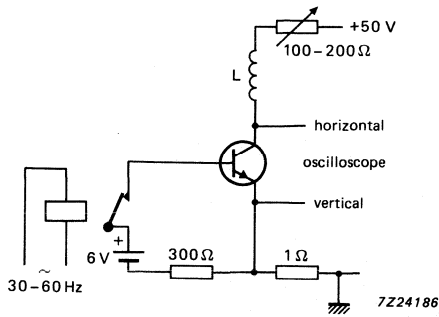 +50 V
100–200 Ω
L
horizontal
oscilloscope
vertical
+
6 V
300 Ω
1 Ω
~
30–60 Hz
7Z24186